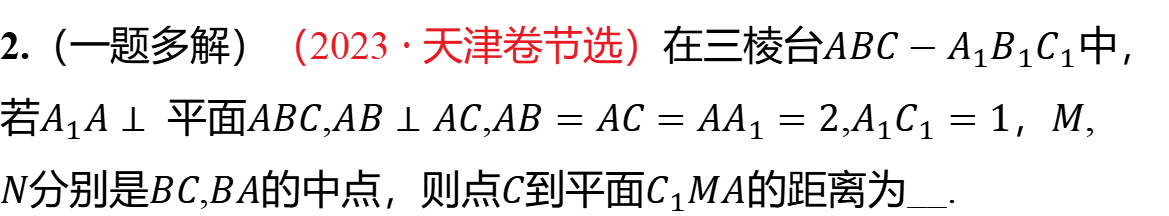 2.（一题多解）（2023·天津卷节选）在三棱台ABC − A₁B₁C₁中，
若A₁A ⊥ 平面ABC,AB ⊥ AC,AB = AC = AA₁ = 2,A₁C₁ = 1，M,
N分别是BC,BA的中点，则点C到平面C₁MA的距离为__.